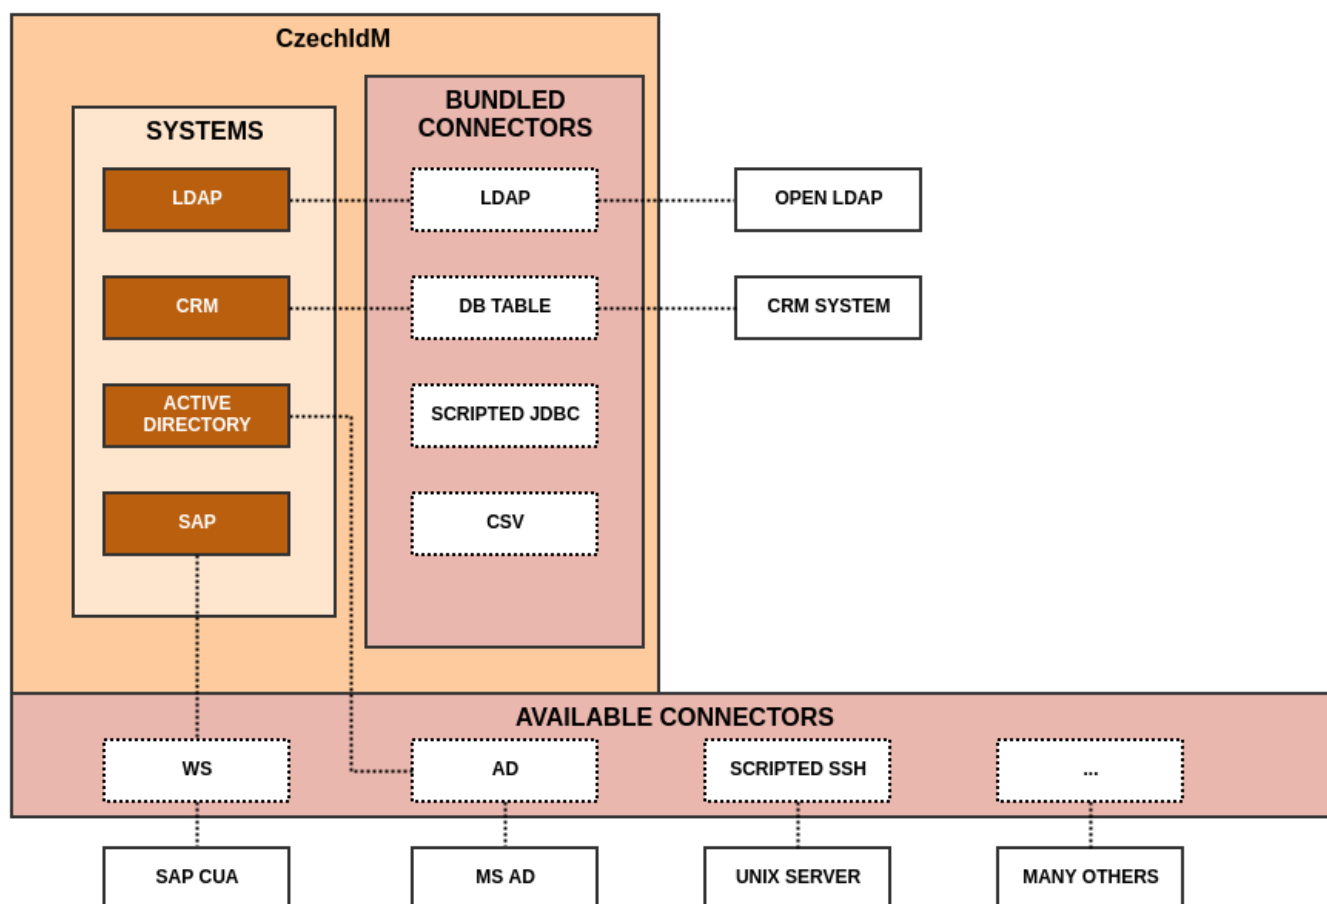 CzechIdM
SYSTEMS
BUNDLED
CONNECTORS
LDAP
LDAP
OPEN LDAP
CRM
DB TABLE
CRM SYSTEM
ACTIVE
DIRECTORY
SCRIPTED JDBC
SAP
CSV
AVAILABLE CONNECTORS
WS
AD
SCRIPTED SSH
...
SAP CUA
MS AD
UNIX SERVER
MANY OTHERS